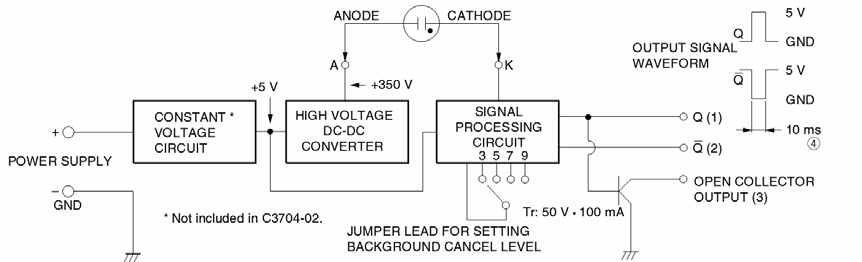 ANODE
CATHODE
A
K
+350 V
+5 V
OUTPUT SIGNAL
WAVEFORM
Q
5 V
GND
Q̅
5 V
GND
10 ms
④
CONSTANT *
VOLTAGE
CIRCUIT
HIGH VOLTAGE
DC-DC
CONVERTER
SIGNAL
PROCESSING
CIRCUIT
3 5 7 9
Q (1)
Q̅ (2)
+
POWER SUPPLY
−
GND
OPEN COLLECTOR
OUTPUT (3)
Tr: 50 V • 100 mA
* Not included in C3704-02.
JUMPER LEAD FOR SETTING
BACKGROUND CANCEL LEVEL